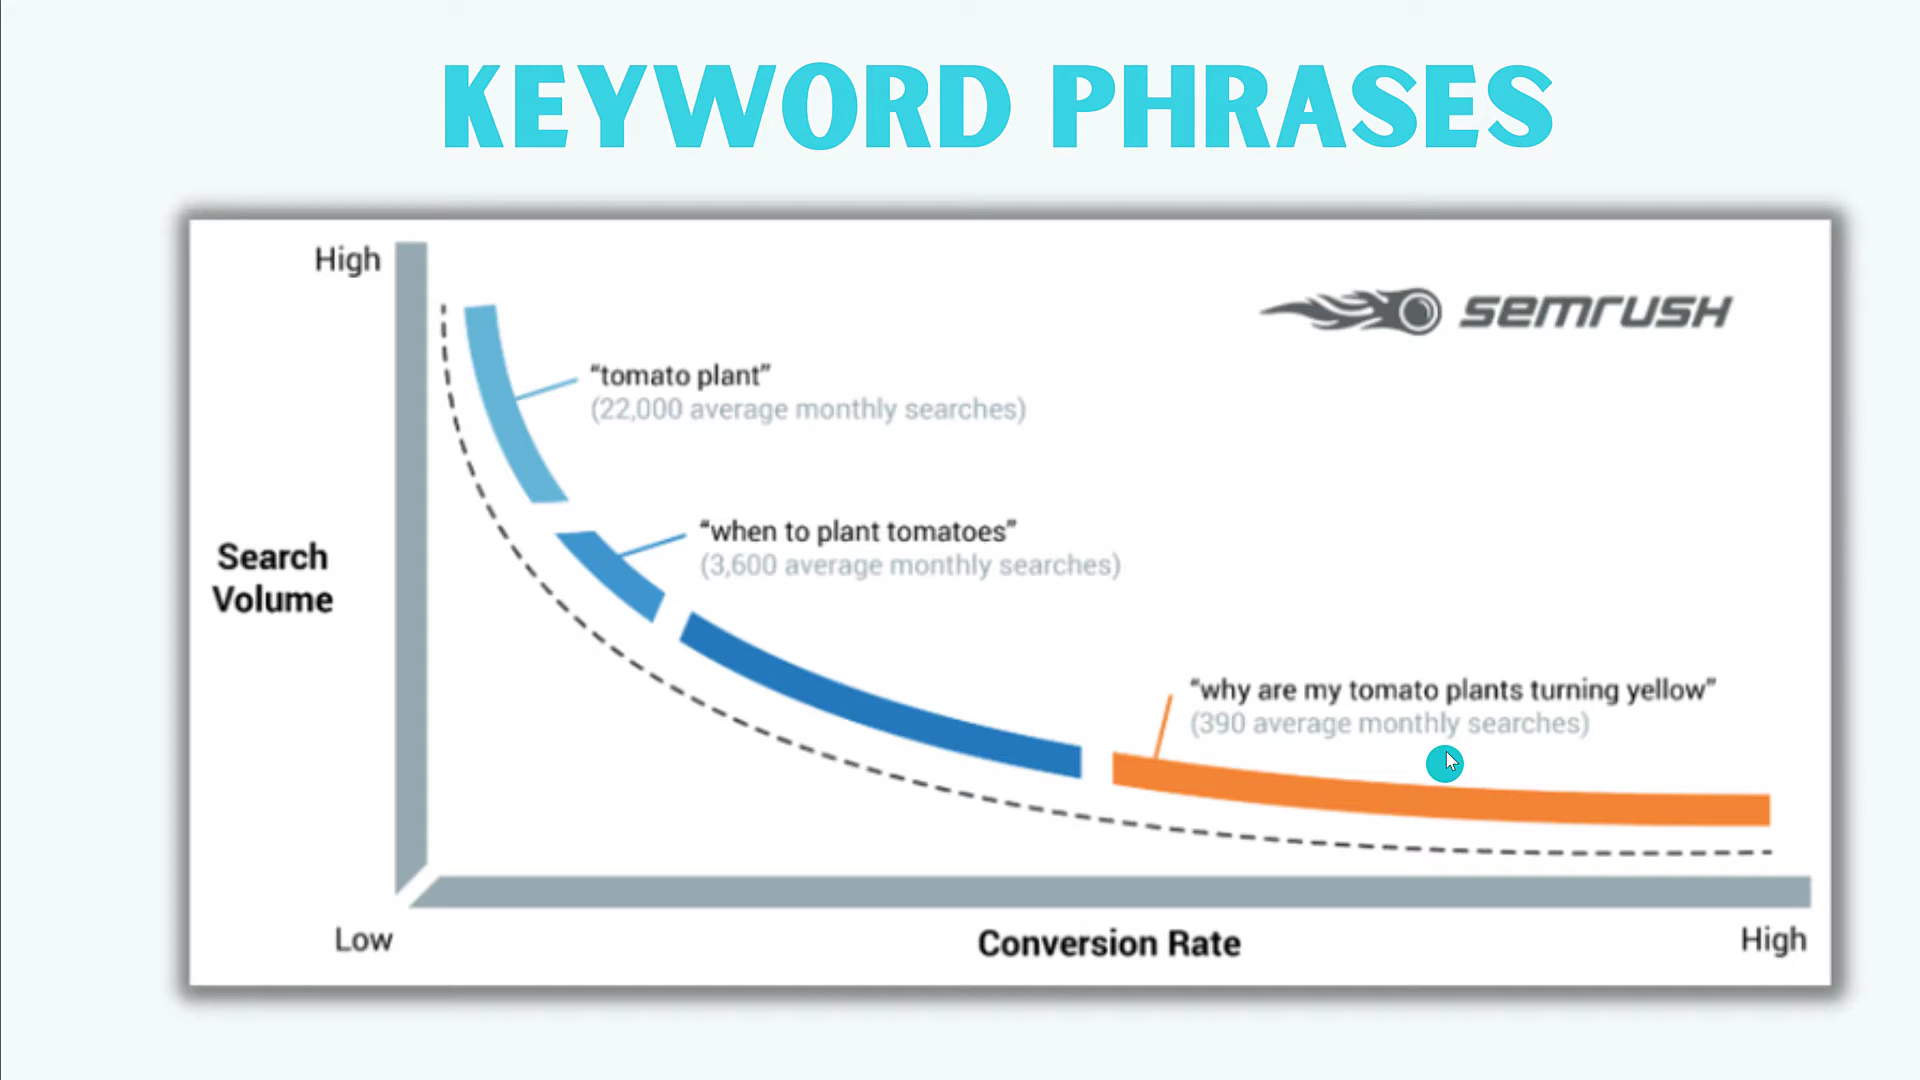 KEYWORD PHRASES
High
semrush
“tomato plant”
(22,000 average monthly searches)
“when to plant tomatoes”
(3,600 average monthly searches)
Search
Volume
“why are my tomato plants turning yellow”
(390 average monthly searches)
Low
Conversion Rate
High